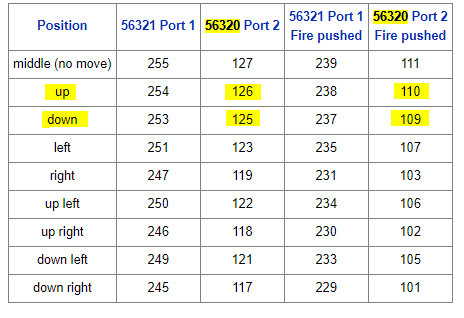 Position 56321 Port 1 56320 Port 2 56321 Port 1 Fire pushed 56320 Port 2 Fire pushed
middle (no move) 255 127 239 111
up 254 126 238 110
down 253 125 237 109
left 251 123 235 107
right 247 119 231 103
up left 250 122 234 106
up right 246 118 230 102
down left 249 121 233 105
down right 245 117 229 101